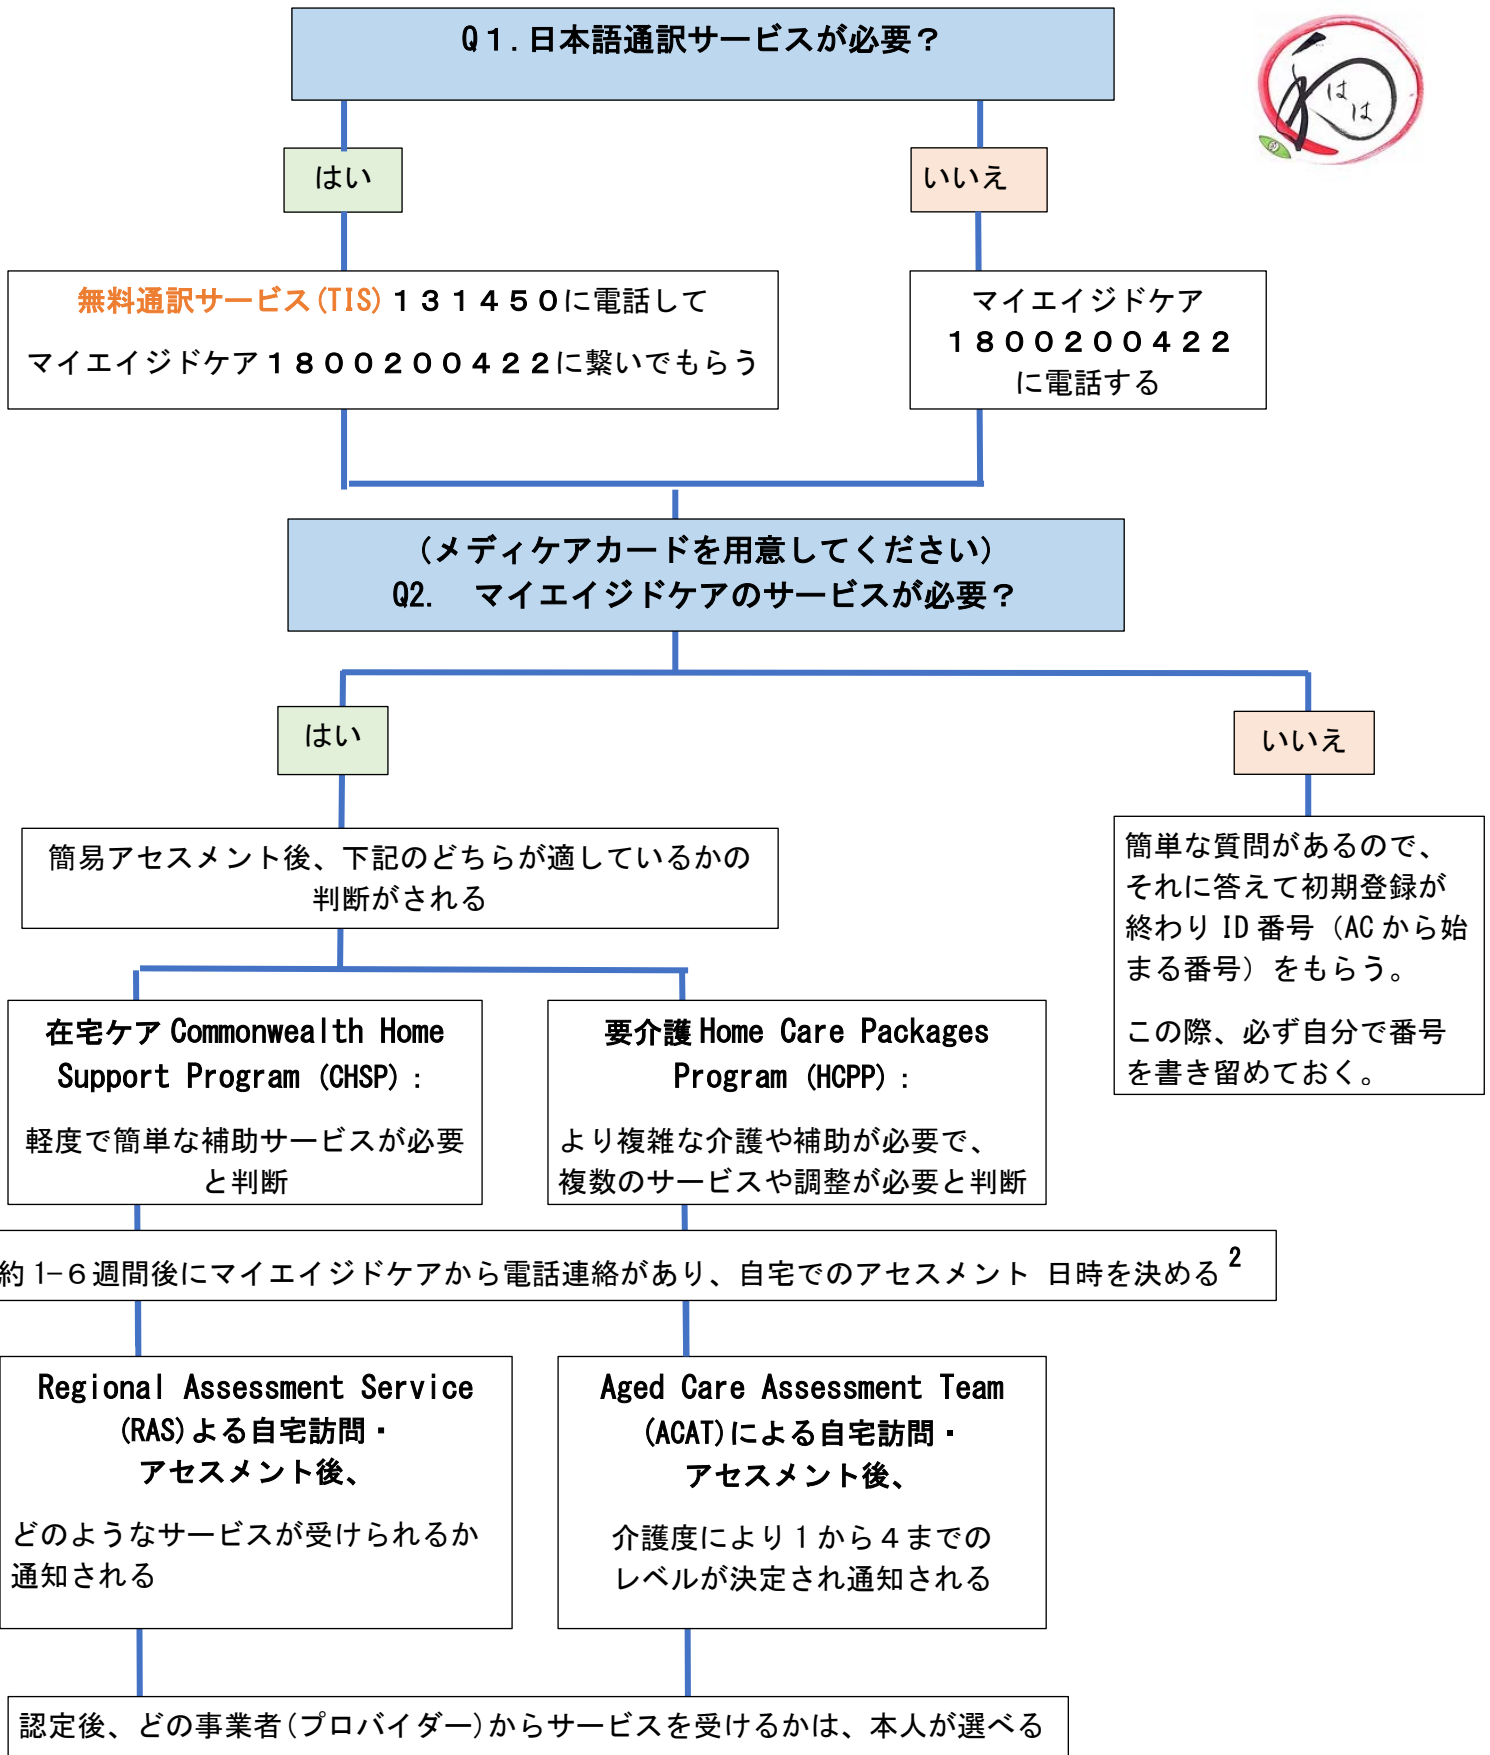 Q１.日本語通訳サービスが必要？
はは
はい
いいえ
無料通訳サービス(TIS)１３１４５０に電話して
マイエイジドケア１８００２００４２２に繋いでもらう
マイエイジドケア
１８００２００４２２
に電話する
（メディケアカードを用意してください）
Q2.　マイエイジドケアのサービスが必要？
はい
いいえ
簡易アセスメント後、下記のどちらが適しているかの
判断がされる
簡単な質問があるので、
それに答えて初期登録が
終わり ID 番号（AC から始
まる番号）をもらう。
この際、必ず自分で番号
を書き留めておく。
在宅ケア Commonwealth Home
Support Program (CHSP)：
軽度で簡単な補助サービスが必要
と判断
要介護 Home Care Packages
Program (HCPP)：
より複雑な介護や補助が必要で、
複数のサービスや調整が必要と判断
約 1-６週間後にマイエイジドケアから電話連絡があり、自宅でのアセスメント 日時を決める 2
Regional Assessment Service
(RAS)よる自宅訪問・
アセスメント後、
どのようなサービスが受けられるか
通知される
Aged Care Assessment Team
(ACAT)による自宅訪問・
アセスメント後、
介護度により１から４までの
レベルが決定され通知される
認定後、どの事業者(プロバイダー)からサービスを受けるかは、本人が選べる